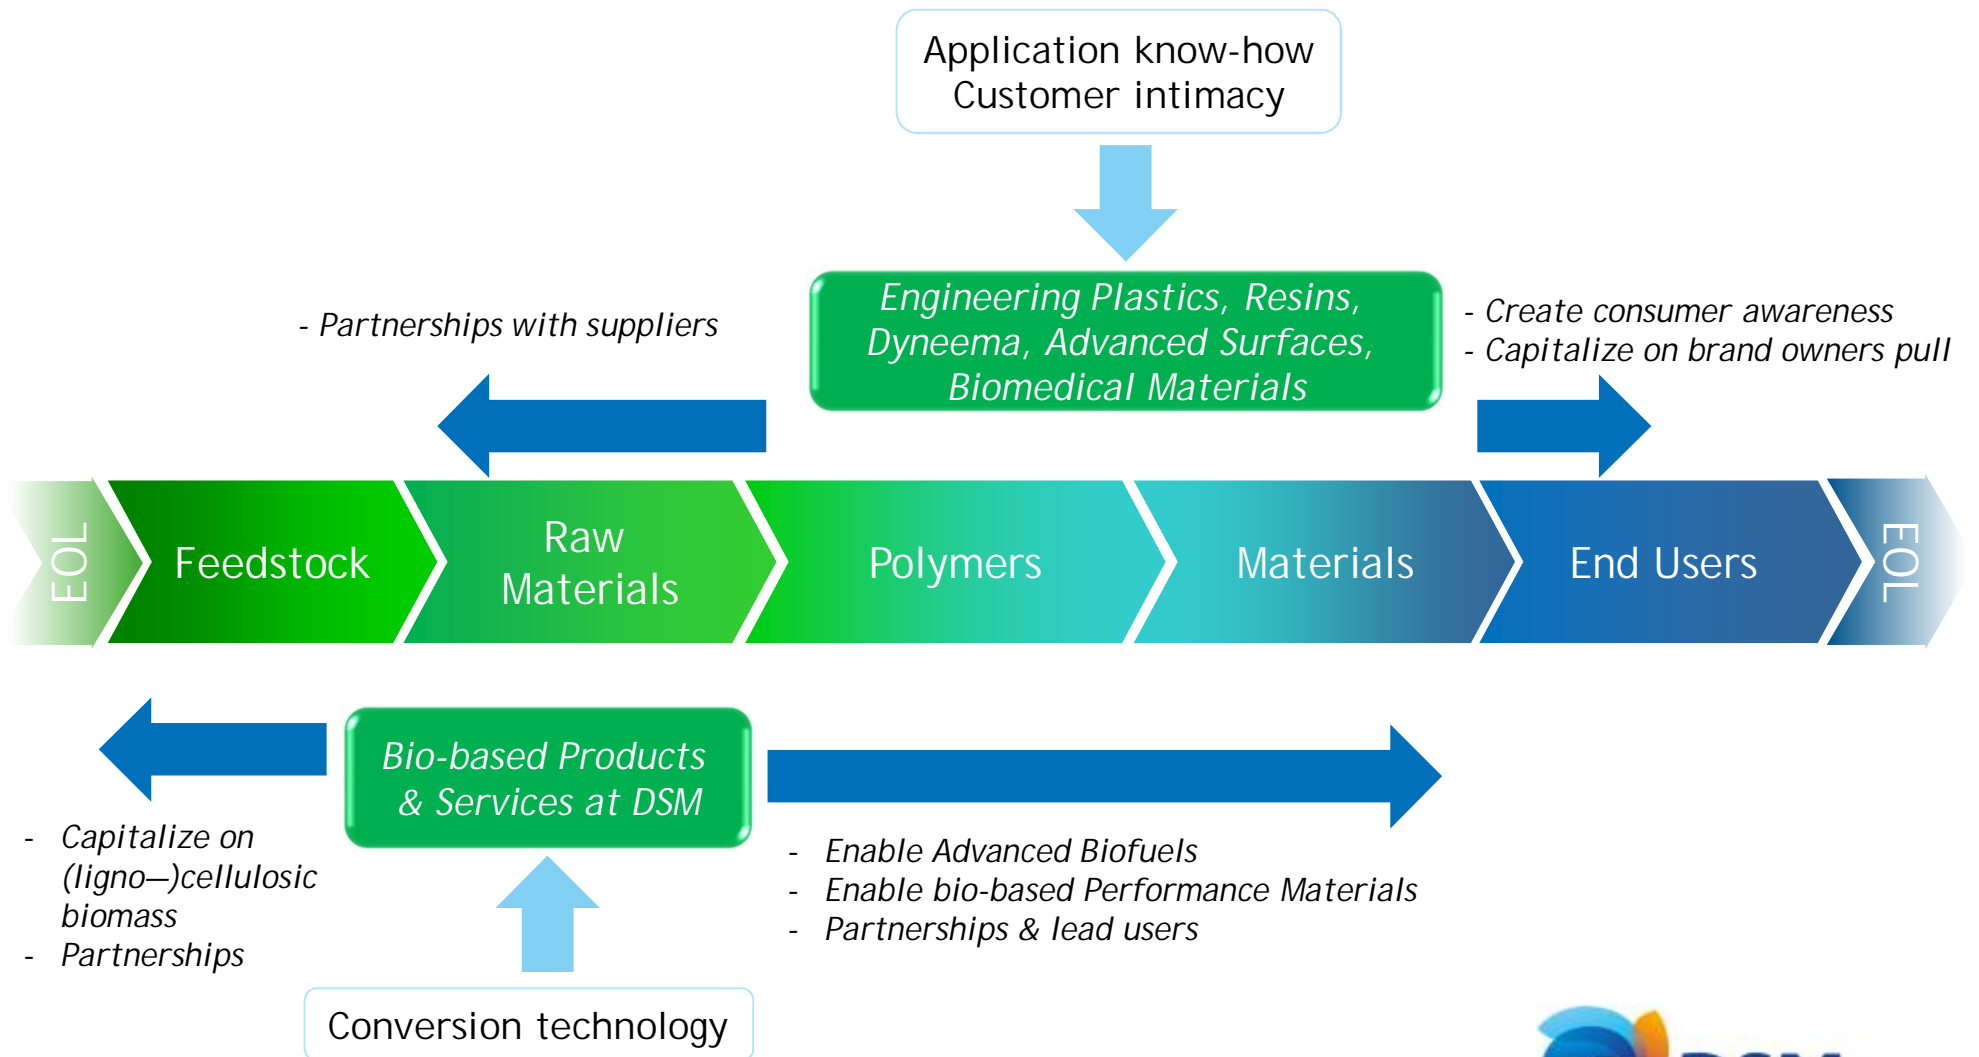 Application know-how
Customer intimacy
- Partnerships with suppliers
Engineering Plastics, Resins,
Dyneema, Advanced Surfaces,
Biomedical Materials
- Create consumer awareness
- Capitalize on brand owners pull
EOL
Feedstock
Raw
Materials
Polymers
Materials
End Users
EOL
Bio-based Products
& Services at DSM
- Capitalize on
(ligno—)cellulosic
biomass
- Partnerships
- Enable Advanced Biofuels
- Enable bio-based Performance Materials
- Partnerships & lead users
Conversion technology
DSM